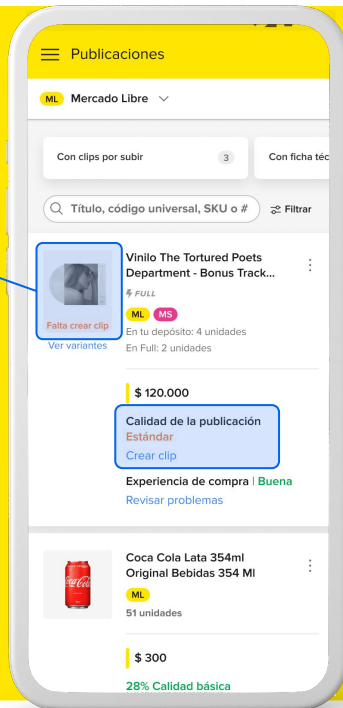 Publicaciones
ML Mercado Libre
Con clips por subir 3 Con ficha téc
Título, código universal, SKU o # Filtrar
Vinilo The Tortured Poets
Department - Bonus Track...
FULL
Falta crear clip
ML MS
En tu depósito: 4 unidades
Ver variantes
En Full: 2 unidades
$ 120.000
Calidad de la publicación
Estándar
Crear clip
Experiencia de compra | Buena
Revisar problemas
Coca Cola Lata 354ml
Original Bebidas 354 Ml
Coca-Cola
ML
51 unidades
$ 300
28% Calidad básica